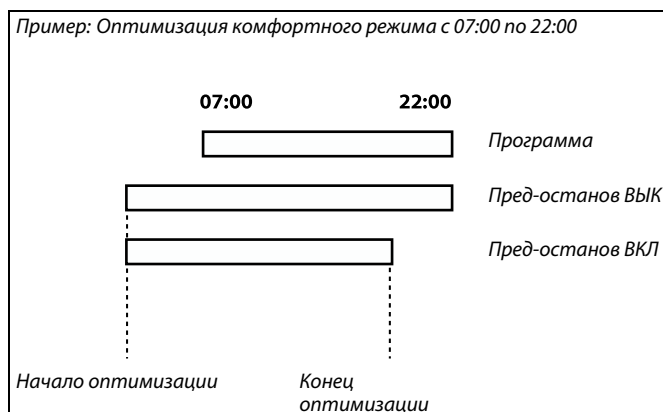 Пример: Оптимизация комфортного режима с 07:00 по 22:00
07:00 22:00
Программа
Пред-останов ВЫК
Пред-останов ВКЛ
Начало оптимизации Конец
оптимизации